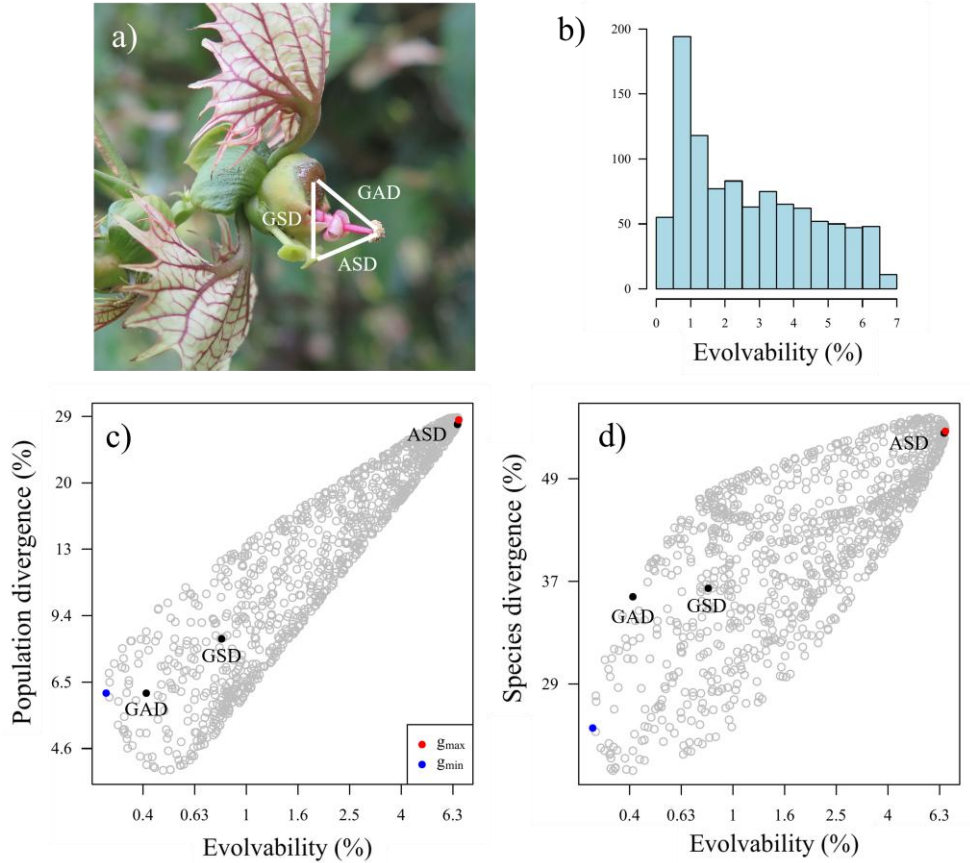 a)
GAD
GSD
ASD
b)
200
150
100
50
0
0 1 2 3 4 5 6 7
Evolvability (%)
c)
Population divergence (%)
29
20
13
9.4
6.5
4.6
ASD
GSD
GAD
gmax
gmin
0.4 0.63 1 1.6 2.5 4 6.3
Evolvability (%)
d)
Species divergence (%)
49
37
29
ASD
GAD
GSD
0.4 0.63 1 1.6 2.5 4 6.3
Evolvability (%)